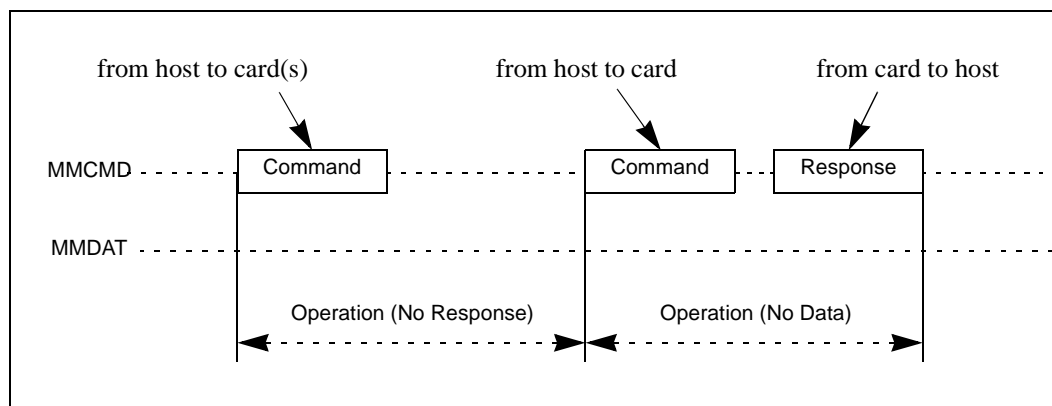 from host to card(s) from host to card from card to host
MMCMD Command Command Response
MMDAT
Operation (No Response) Operation (No Data)